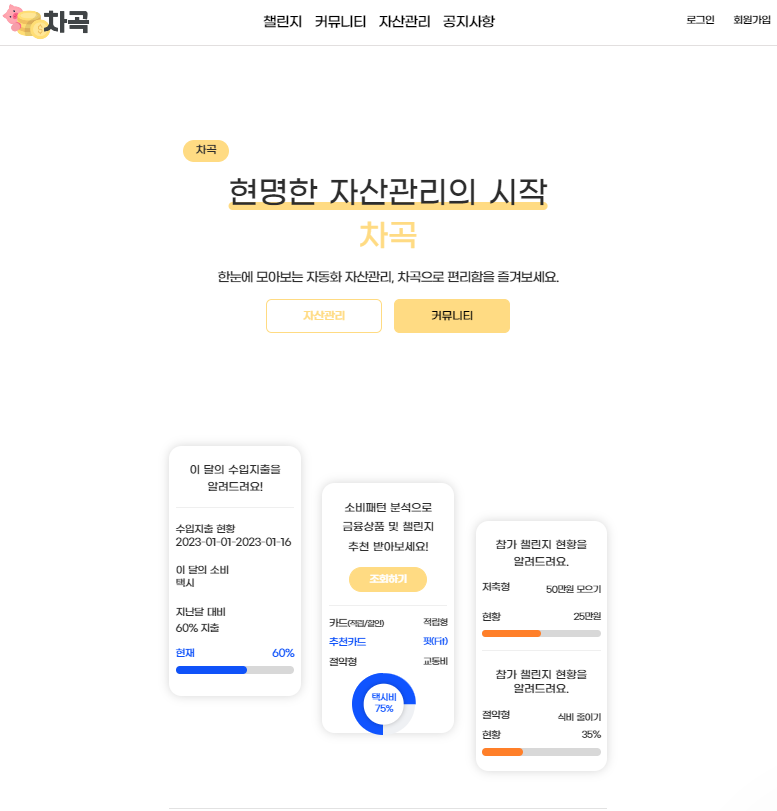 차곡
챌린지 커뮤니티 자산관리 공지사항
로그인 회원가입
차곡
현명한 자산관리의 시작
차곡
한눈에 모아보는 자동화 자산관리, 차곡으로 편리함을 즐겨보세요.
자산관리 커뮤니티
이 달의 수입지출을
알려드려요!
수입지출 현황
2023-01-01-2023-01-16
이 달의 소비
택시
지난달 대비
60% 지출
현재 60%
소비패턴 분석으로
금융상품 및 챌린지
추천 받아보세요!
조회하기
카드(적립/할인) 적립형
추천카드 핏(Fit)
절약형 교통비
택시비
75%
참가 챌린지 현황을
알려드려요.
저축형 50만원 모으기
현황 25만원
참가 챌린지 현황을
알려드려요.
절약형 식비 줄이기
현황 35%